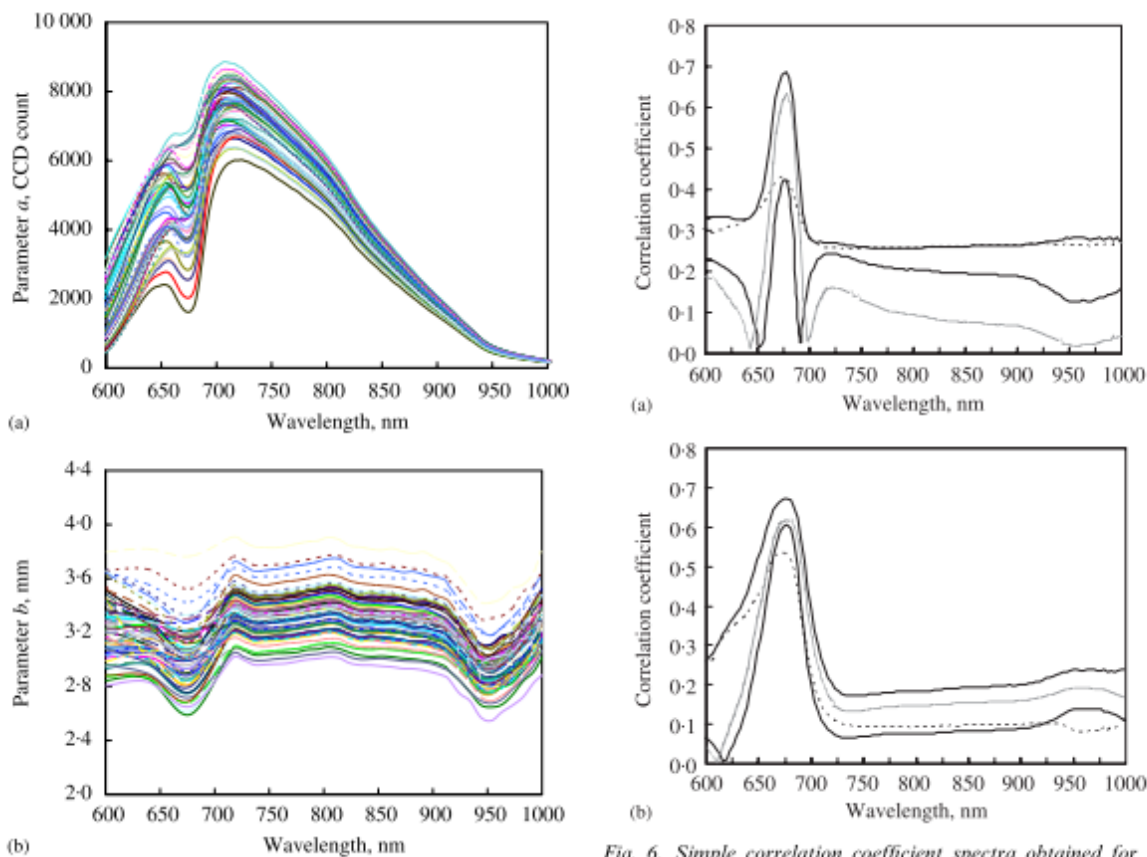 10 000
8000
6000
4000
2000
0
Parameter a, CCD count
600 650 700 750 800 850 900 950 1000
Wavelength, nm
(a)
4·4
4·0
3·6
3·2
2·8
2·4
2·0
Parameter b, mm
600 650 700 750 800 850 900 950 1000
Wavelength, nm
(b)
0·8
0·7
0·6
0·5
0·4
0·3
0·2
0·1
0·0
Correlation coefficient
600 650 700 750 800 850 900 950 1000
Wavelength, nm
(a)
0·8
0·7
0·6
0·5
0·4
0·3
0·2
0·1
0·0
Correlation coefficient
600 650 700 750 800 850 900 950 1000
Wavelength, nm
(b)
Fig. 6. Simple correlation coefficient spectra obtained for